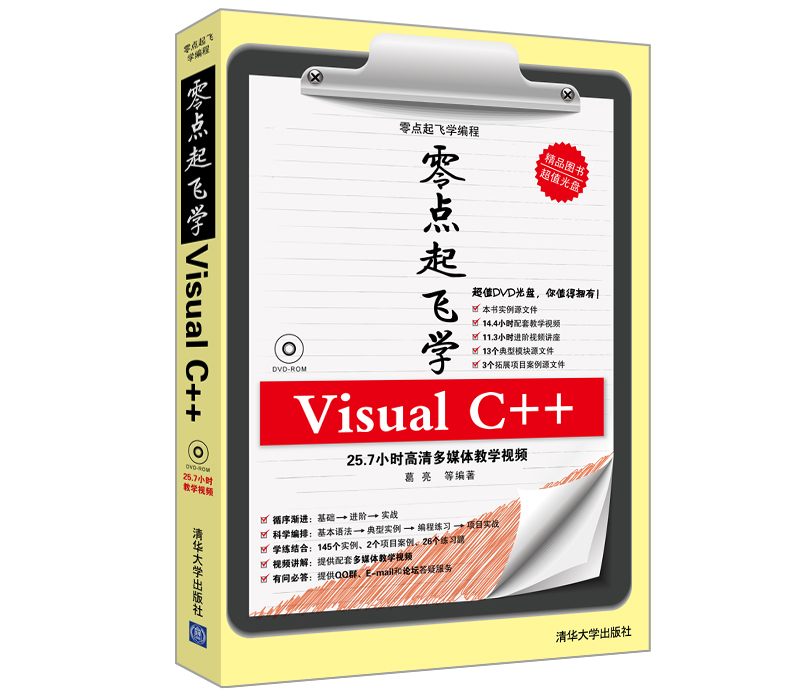 零点起飞
学编程
零点起飞学
Visual C++
DVD-ROM
25.7小时
教学视频
清华大学出版社
零点起飞学编程
零点起飞学
精品图书
超值光盘
超值DVD光盘，你值得拥有！
本书实例源文件
14.4小时配套教学视频
11.3小时进阶视频讲座
13个典型模块源文件
3个拓展项目案例源文件
DVD-ROM
Visual C++
25.7小时高清多媒体教学视频
葛 亮 等编著
循序渐进：基础→进阶→实战
科学编排：基本语法→典型实例→编程练习→项目实战
学练结合：145个实例、2个项目案例、26个练习题
视频讲解：提供配套多媒体教学视频
有问必答：提供QQ群、E-mail和论坛答疑服务
清华大学出版社